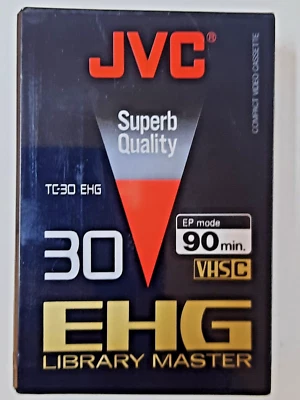 JVC®
COMPACT VIDEO CASSETTE
Superb
Quality
TC-30 EHG
30
EP mode
90 min.
VHS C
EHG
LIBRARY MASTER